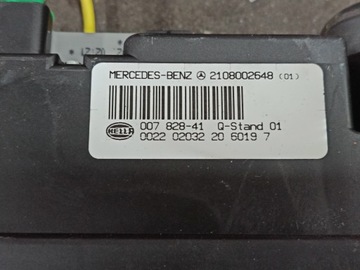 MERCEDES-BENZ 2108002648 (01)
HELLA
007 828-41 Q-Stand 01
0022 02032 20 6019 7